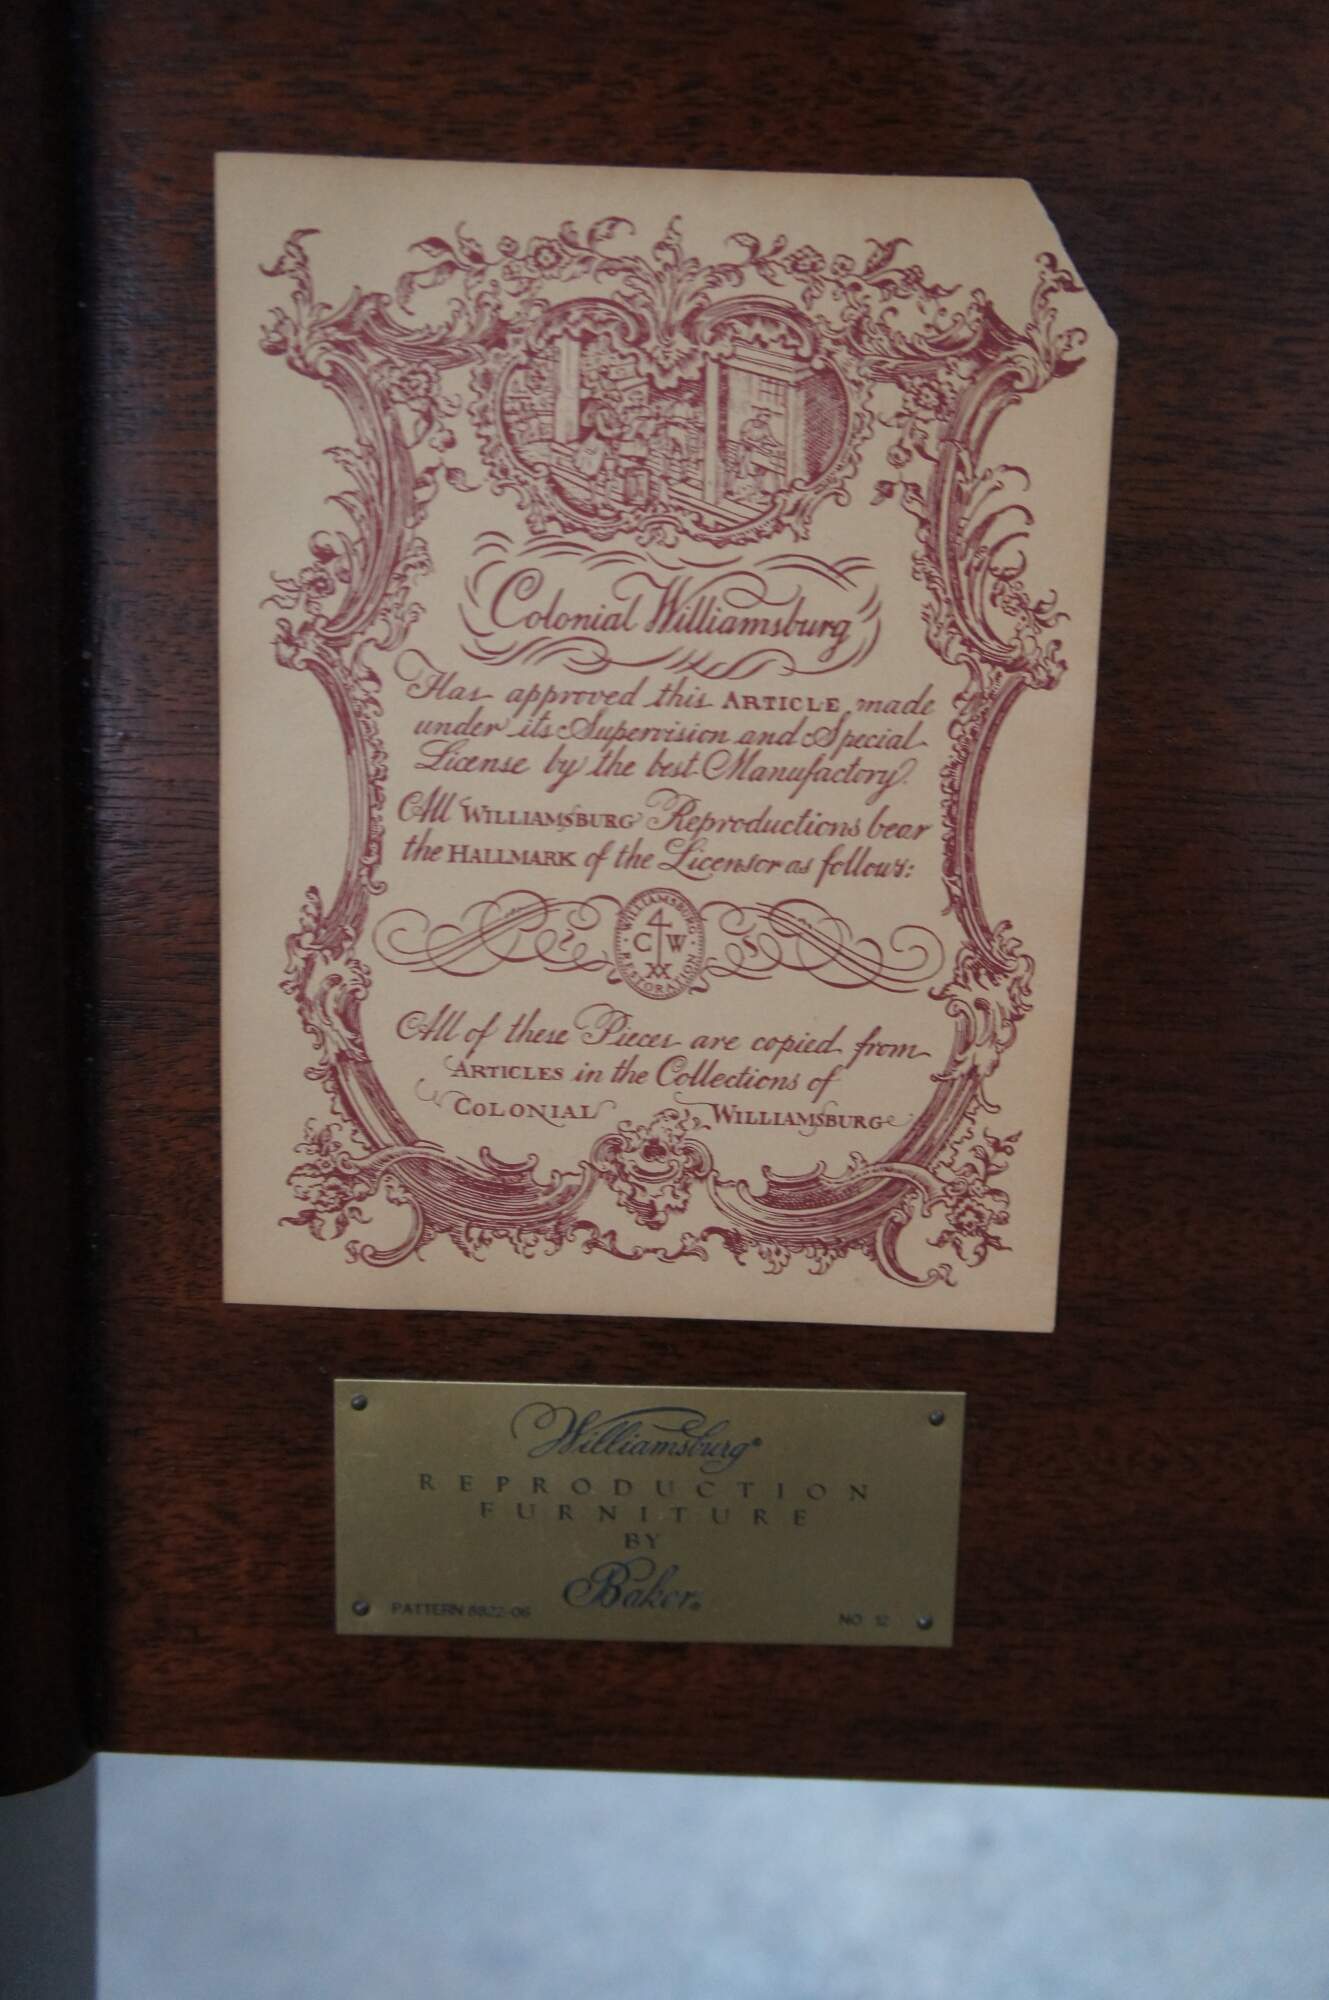 Colonial Williamsburg
Has approved this ARTICLE, made
under its Supervision and Special
License by the best Manufactory.
All WILLIAMSBURG Reproductions bear
the HALLMARK of the Licensor as follows:
WILLIAMSBURG
C W
RESTORATION
All of these Pieces are copied from
ARTICLES in the Collections of
COLONIAL WILLIAMSBURG
Williamsburg®
REPRODUCTION
FURNITURE
BY
Baker®
PATTERN 8822-06 NO 12